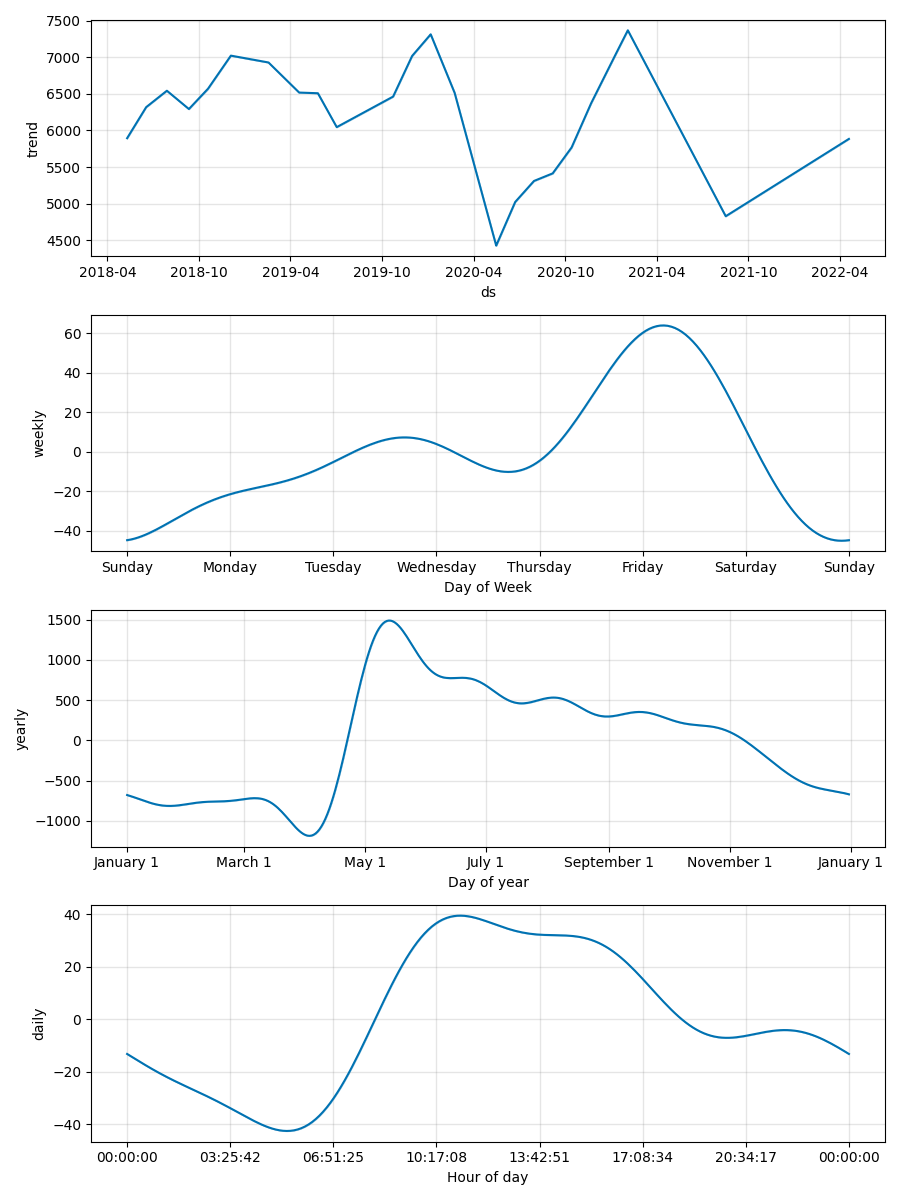 7500
7000
6500
6000
5500
5000
4500
trend
2018-04 2018-10 2019-04 2019-10 2020-04 2020-10 2021-04 2021-10 2022-04
ds
60
40
20
0
−20
−40
weekly
Sunday Monday Tuesday Wednesday Thursday Friday Saturday Sunday
Day of Week
1500
1000
500
0
−500
−1000
yearly
January 1 March 1 May 1 July 1 September 1 November 1 January 1
Day of year
40
20
0
−20
−40
daily
00:00:00 03:25:42 06:51:25 10:17:08 13:42:51 17:08:34 20:34:17 00:00:00
Hour of day